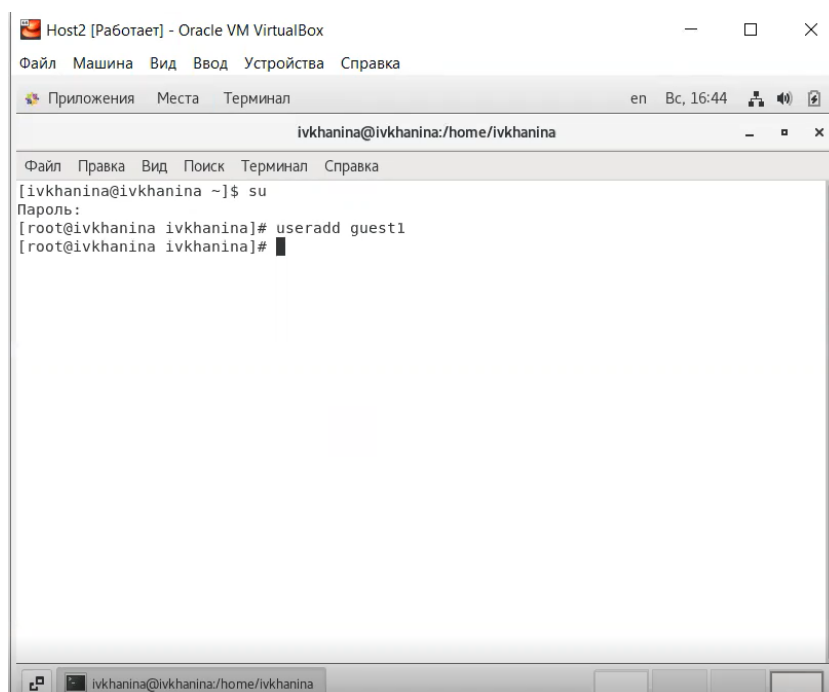 Host2 [Работает] - Oracle VM VirtualBox
Файл Машина Вид Ввод Устройства Справка
Приложения Места Терминал en Вс, 16:44
ivkhanina@ivkhanina:/home/ivkhanina
Файл Правка Вид Поиск Терминал Справка
[ivkhanina@ivkhanina ~]$ su
Пароль:
[root@ivkhanina ivkhanina]# useradd guest1
[root@ivkhanina ivkhanina]#
ivkhanina@ivkhanina:/home/ivkhanina